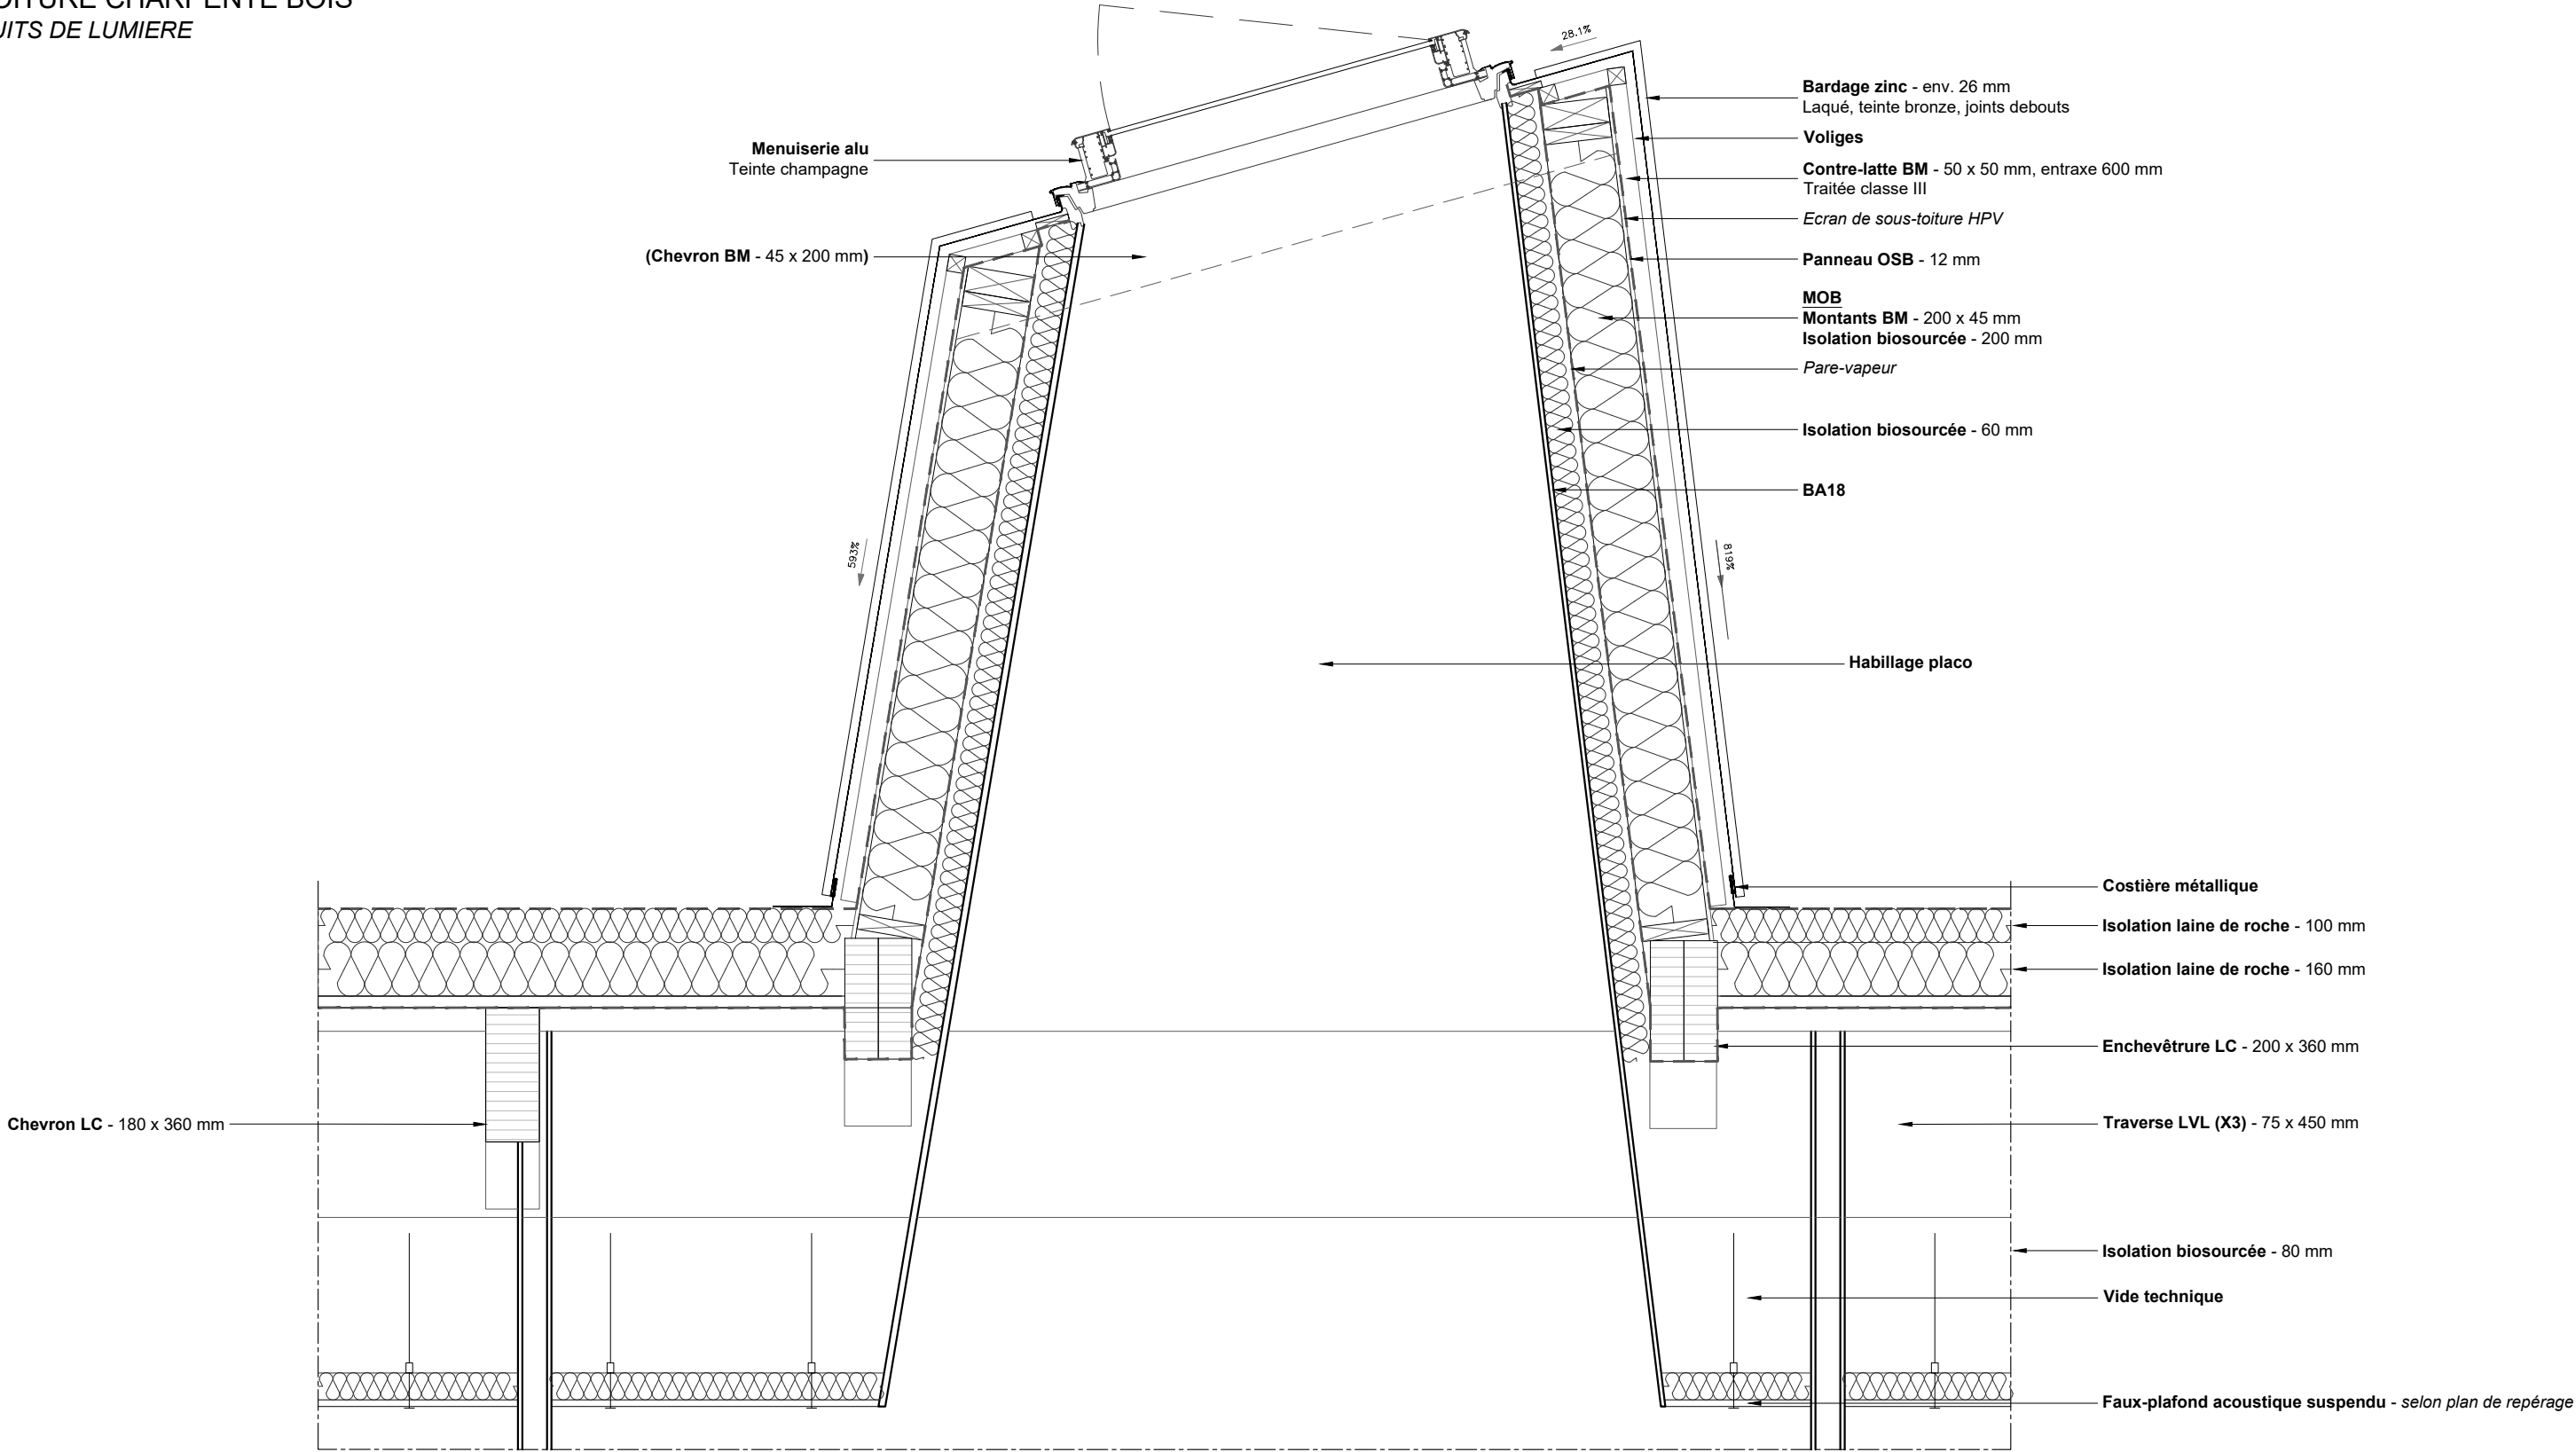 CHARPENTE BOIS
DE LUMIERE
Menuiserie alu
Teinte champagne
(Chevron BM - 45 x 200 mm)
28.1%
Bardage zinc - env. 26 mm
Laqué, teinte bronze, joints debouts
Voliges
Contre-latte BM - 50 x 50 mm, entraxe 600 mm
Traitée classe III
Ecran de sous-toiture HPV
Panneau OSB - 12 mm
MOB
Montants BM - 200 x 45 mm
Isolation biosourcée - 200 mm
Pare-vapeur
Isolation biosourcée - 60 mm
BA18
593%
819%
Habillage placo
Costière métallique
Isolation laine de roche - 100 mm
Isolation laine de roche - 160 mm
Enchevêtrure LC - 200 x 360 mm
Chevron LC - 180 x 360 mm
Traverse LVL (X3) - 75 x 450 mm
Isolation biosourcée - 80 mm
Vide technique
Faux-plafond acoustique suspendu - selon plan de repérage